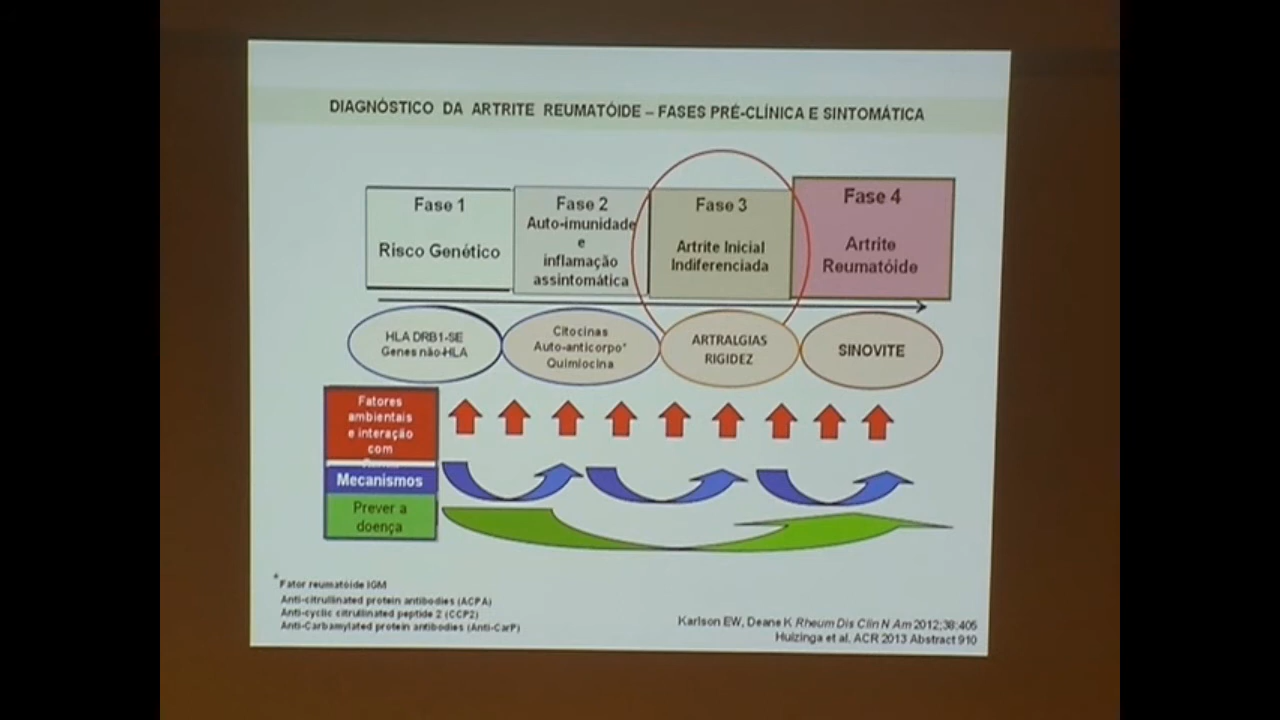 DIAGNÓSTICO DA ARTRITE REUMATÓIDE – FASES PRÉ-CLÍNICA E SINTOMÁTICA
Fase 1
Risco Genético
Fase 2
Auto-imunidade
e
inflamação
assintomática
Fase 3
Artrite Inicial
Indiferenciada
Fase 4
Artrite
Reumatóide
HLA DRB1-SE
Genes não-HLA
Citocinas
Auto-anticorpo*
Quimiocina
ARTRALGIAS
RIGIDEZ
SINOVITE
Fatores
ambientais
e interação
com
Mecanismos
Prever a
doença
*Fator reumatóide IGM
Anti-citrullinated protein antibodies (ACPA)
Anti-cyclic citrullinated peptide 2 (CCP2)
Anti-Carbamylated protein antibodies (Anti-CarP)
Karlson EW, Deane K Rheum Dis Clin N Am 2012;38:405
Huizinga et al. ACR 2013 Abstract 910